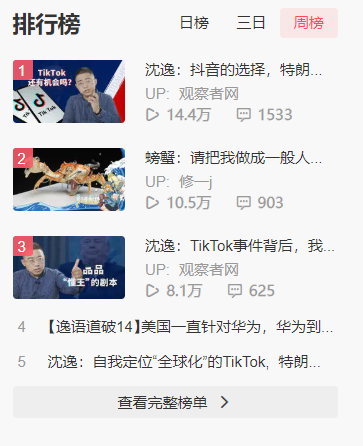 排行榜 日榜 三日 周榜
1
TikTok
还有机会吗?
沈逸：抖音的选择，特朗...
UP: 观察者网
14.4万 1533
2
螃蟹：请把我做成一般人...
UP: 修一j
10.5万 903
3
品品
“懂王”的剧本
沈逸：TikTok事件背后，我...
UP: 观察者网
8.1万 625
4 【逸语道破14】美国一直针对华为，华为到...
5 沈逸：自我定位“全球化”的TikTok，特朗...
查看完整榜单 >